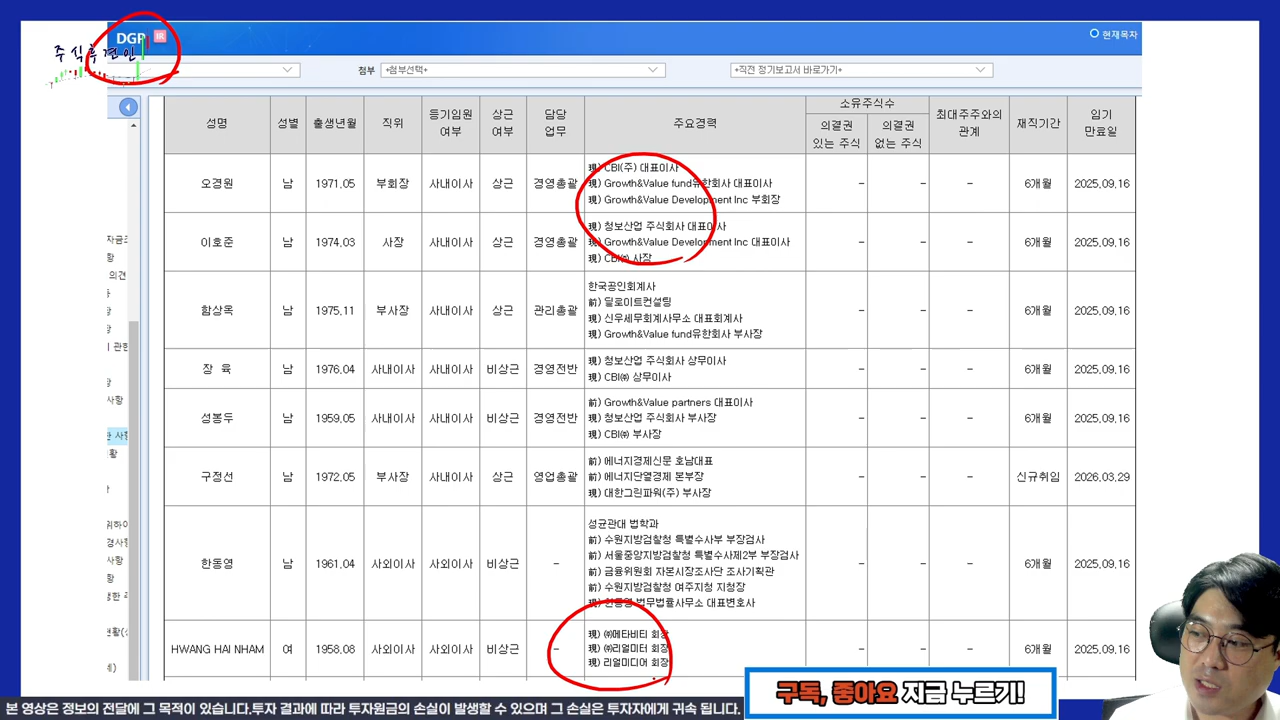 DGP IR
주식후견인
현재목차
첨부 +첨부선택+ +직전 정기보고서 바로가기+
성명 성별 출생년월 직위 등기임원 여부 상근 여부 담당 업무 주요경력 소유주식수 최대주주와의 관계 재직기간 임기 만료일
의결권 있는 주식 의결권 없는 주식
오경원 남 1971.05 부회장 사내이사 상근 경영총괄 - - - 6개월 2025.09.16
現) CBI(주) 대표이사
現) Growth&Value fund유한회사 대표이사
現) Growth&Value Development Inc 부회장
이호준 남 1974.03 사장 사내이사 상근 경영총괄 - - - 6개월 2025.09.16
現) 청보산업 주식회사 대표이사
現) Growth&Value Development Inc 대표이사
現) CBI㈜ 사장
함상옥 남 1975.11 부사장 사내이사 상근 관리총괄 - - - 6개월 2025.09.16
한국공인회계사
前) 딜로이트컨설팅
現) 신우세무회계사무소 대표회계사
現) Growth&Value fund유한회사 부사장
장 육 남 1976.04 사내이사 사내이사 비상근 경영전반 - - - 6개월 2025.09.16
現) 청보산업 주식회사 상무이사
現) CBI㈜ 상무이사
성봉두 남 1959.05 사내이사 사내이사 비상근 경영전반 - - - 6개월 2025.09.16
前) Growth&Value partners 대표이사
現) 청보산업 주식회사 부사장
現) CBI㈜ 부사장
구정선 남 1972.05 부사장 사내이사 상근 영업총괄 - - - 신규취임 2026.03.29
前) 에너지경제신문 호남대표
前) 에너지단열경제 본부장
現) 대한그린파워(주) 부사장
한동영 남 1961.04 사외이사 사외이사 비상근 - - - - 6개월 2025.09.16
성균관대 법학과
前) 수원지방검찰청 특별수사부 부장검사
前) 서울중앙지방검찰청 특별수사제2부 부장검사
前) 금융위원회 자본시장조사단 조사기획관
前) 수원지방검찰청 여주지청 지청장
現) 한동영 법무법률사무소 대표변호사
HWANG HAI NHAM 여 1958.08 사외이사 사외이사 비상근 - - - - 6개월 2025.09.16
現) ㈜메타비티 회장
現) ㈜리얼미터 회장
現) 리얼미디어 회장
구독, 좋아요 지금 누르기!
본 영상은 정보의 전달에 그 목적이 있습니다.투자 결과에 따라 투자원금의 손실이 발생할 수 있으며 그 손실은 투자자에게 귀속 됩니다.